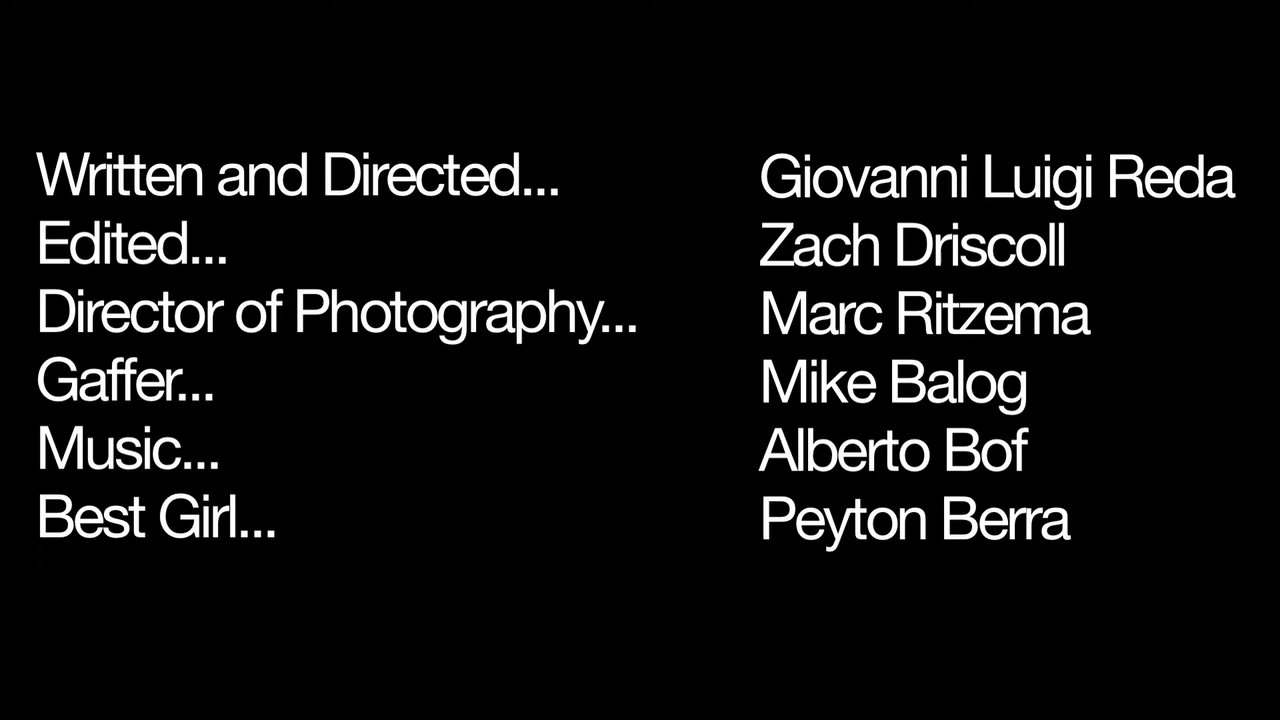 Written and Directed... Giovanni Luigi Reda
Edited... Zach Driscoll
Director of Photography... Marc Ritzema
Gaffer... Mike Balog
Music... Alberto Bof
Best Girl... Peyton Berra